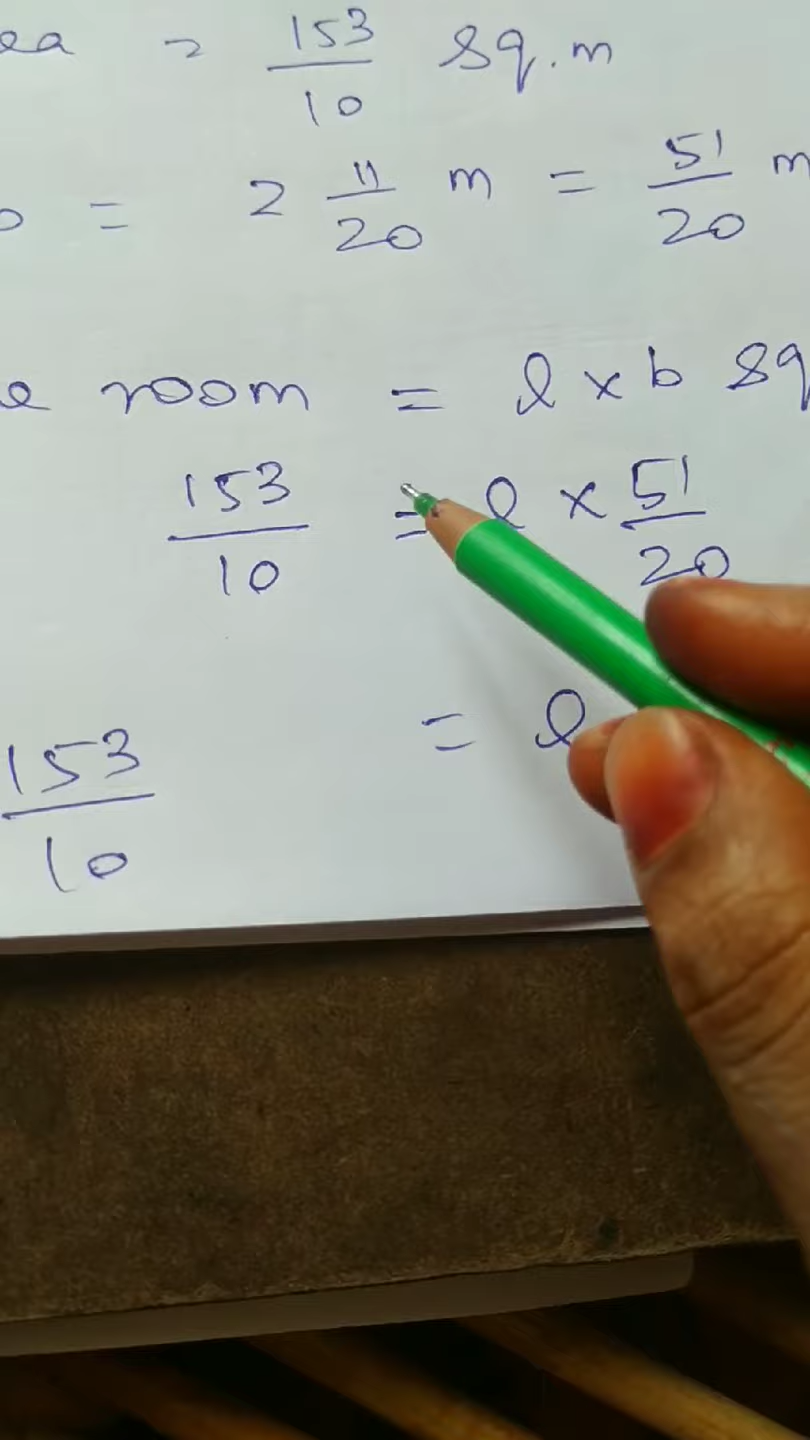 ea = 153/10 sq.m
= 2 11/20 m = 51/20 m
room = l × b sq
153/10 = l × 51/20
153/10 = l